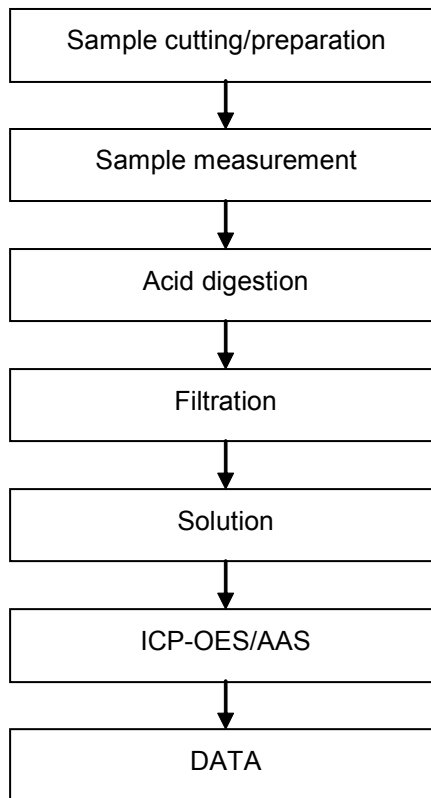 Sample cutting/preparation
Sample measurement
Acid digestion
Filtration
Solution
ICP-OES/AAS
DATA